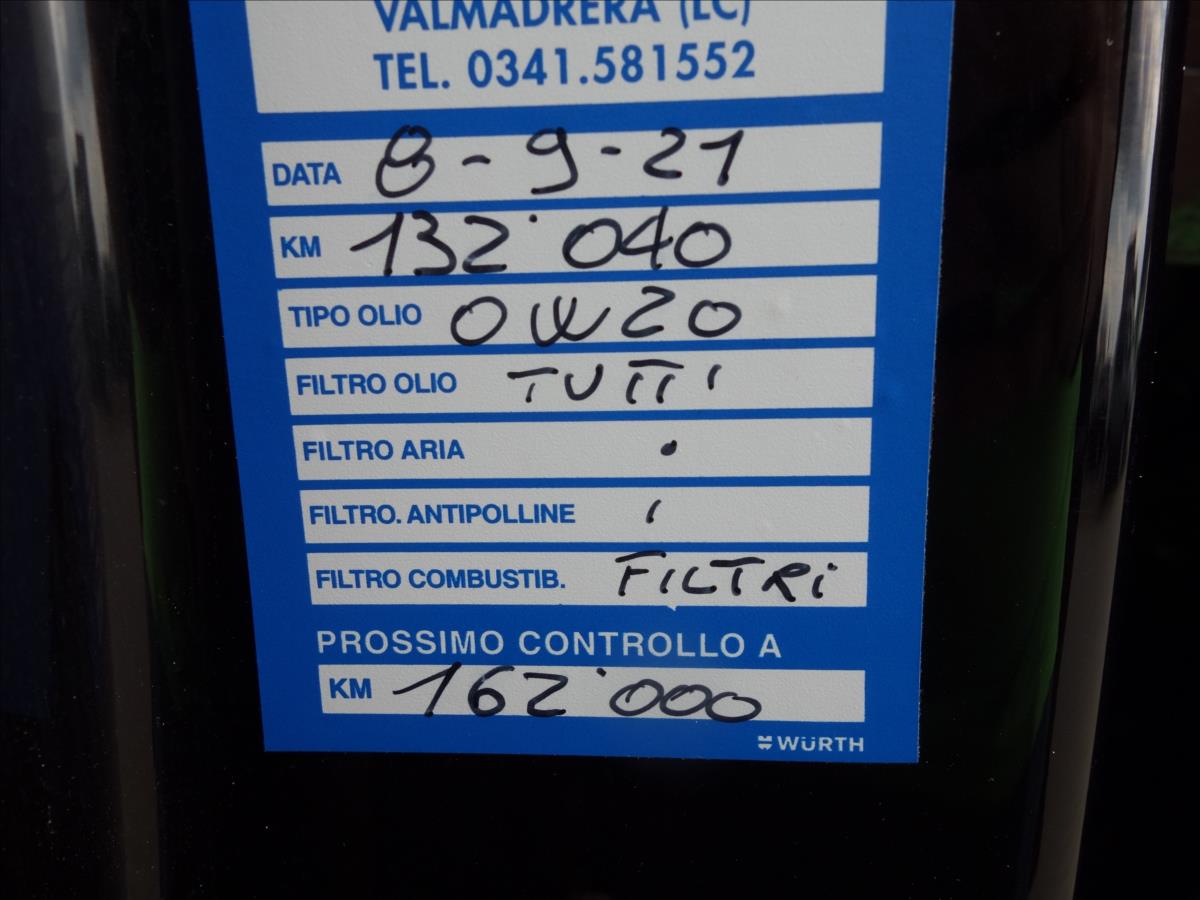 VALMADRERA (LC)
TEL. 0341.581552
DATA 8-9-21
KM 132'040
TIPO OLIO 0W20
FILTRO OLIO TUTTI
FILTRO ARIA
FILTRO. ANTIPOLLINE
FILTRO COMBUSTIB. FILTRi
PROSSIMO CONTROLLO A
KM 162'000
WÜRTH